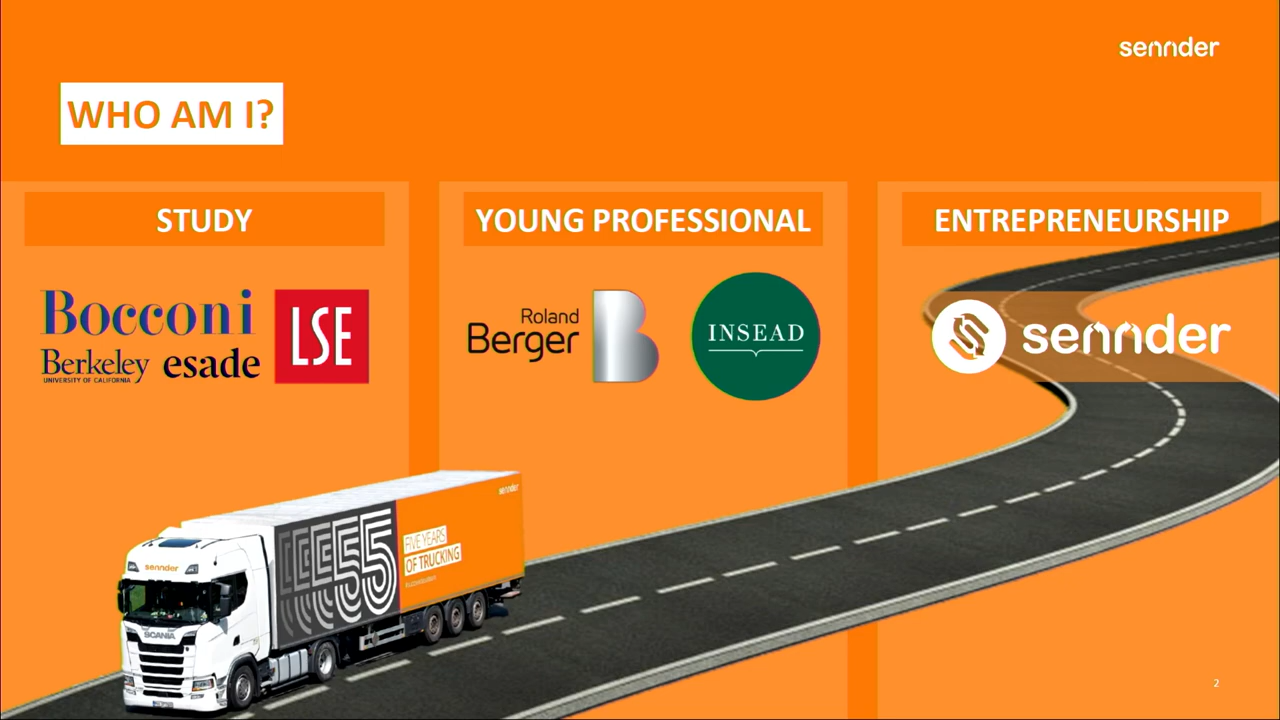 sennder
WHO AM I?
STUDY
YOUNG PROFESSIONAL
ENTREPRENEURSHIP
Bocconi
Berkeley
UNIVERSITY OF CALIFORNIA
esade
LSE
Roland
Berger
INSEAD
sennder
sennder
FIVE YEARS
OF TRUCKING
55
sennder
SCANIA
2